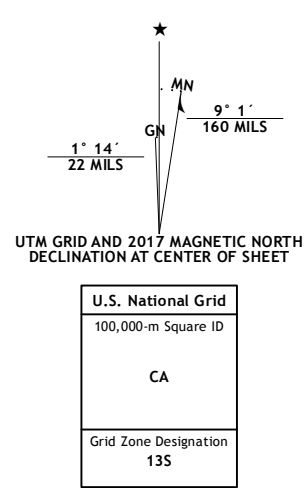 MN
9° 1´
160 MILS
GN
1° 14´
22 MILS
UTM GRID AND 2017 MAGNETIC NORTH
DECLINATION AT CENTER OF SHEET
U.S. National Grid
100,000-m Square ID
CA
Grid Zone Designation
13S